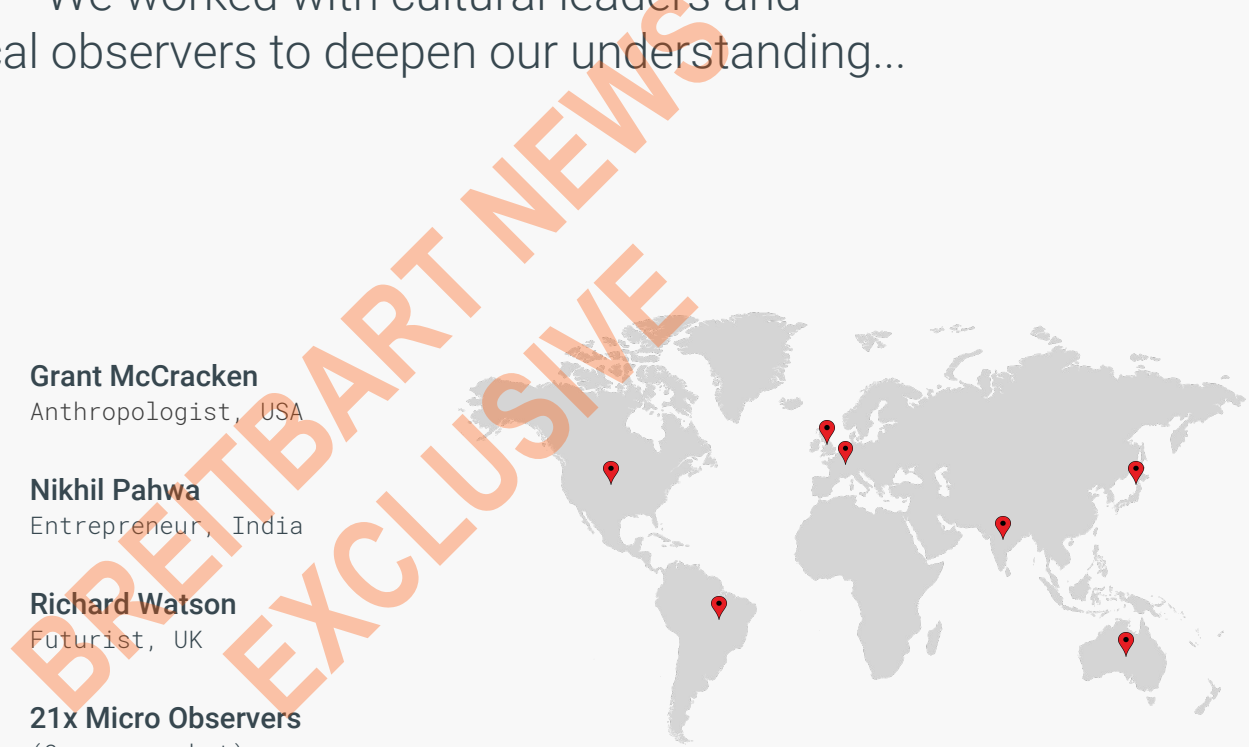 We worked with cultural leaders and
cal observers to deepen our understanding...
BREITBART NEWS
EXCLUSIVE
Grant McCracken
Anthropologist, USA
Nikhil Pahwa
Entrepreneur, India
Richard Watson
Futurist, UK
21x Micro Observers